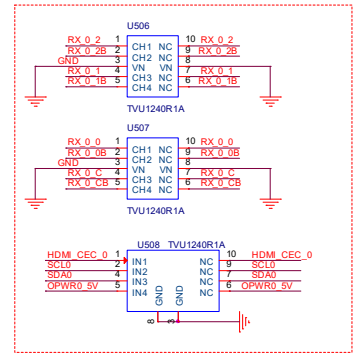 U506
RX_0_2 1 CH1 NC 10 RX_0_2
RX_0_2B 2 CH2 NC 9 RX_0_2B
GND 3 VN VN 8
RX_0_1 4 CH3 NC 7 RX_0_1
RX_0_1B 5 CH4 NC 6 RX_0_1B
TVU1240R1A
U507
RX_0_0 1 CH1 NC 10 RX_0_0
RX_0_0B 2 CH2 NC 9 RX_0_0B
GND 3 VN VN 8
RX_0_C 4 CH3 NC 7 RX_0_C
RX_0_CB 5 CH4 NC 6 RX_0_CB
TVU1240R1A
U508 TVU1240R1A
HDMI_CEC_0 1 IN1 NC 10 HDMI_CEC_0
SCL0 2 IN2 NC 9 SCL0
SDA0 4 IN3 NC 7 SDA0
OPWR0_5V 5 IN4 NC 6 OPWR0_5V
GND GND
8 3